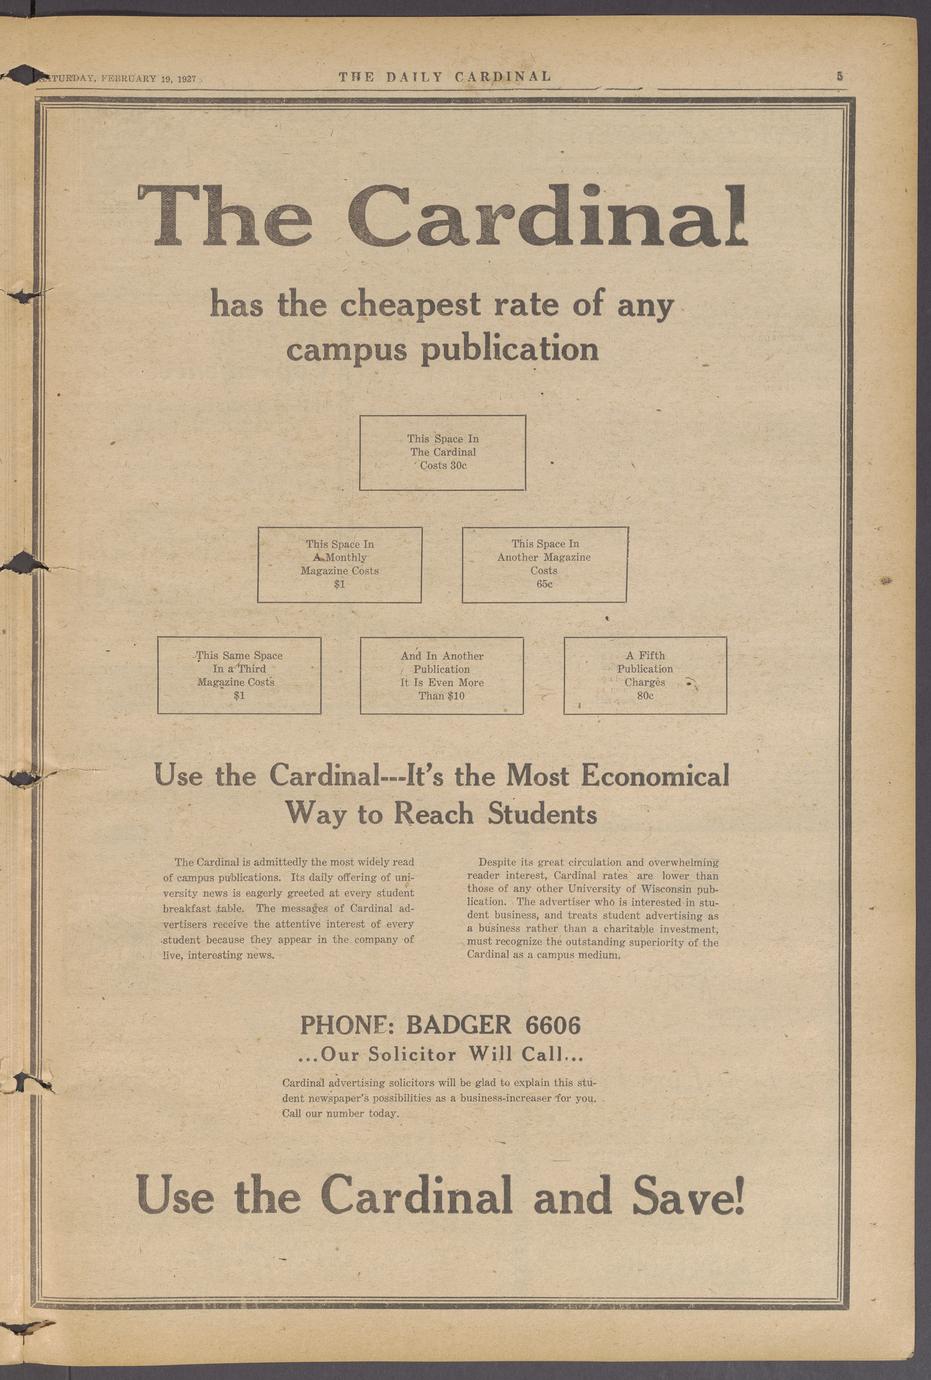 SATURDAY, FEBRUARY 19, 1927
THE DAILY CARDINAL
5
The Cardinal
has the cheapest rate of any
campus publication
This Space In
The Cardinal
Costs 30c
This Space In
A Monthly
Magazine Costs
$1
This Space In
Another Magazine
Costs
65c
This Same Space
In a Third
Magazine Costs
$1
And In Another
Publication
It Is Even More
Than $10
A Fifth
Publication
Charges
80c
Use the Cardinal---It's the Most Economical
Way to Reach Students
The Cardinal is admittedly the most widely read
of campus publications. Its daily offering of uni-
versity news is eagerly greeted at every student
breakfast table. The messages of Cardinal ad-
vertisers receive the attentive interest of every
student because they appear in the company of
live, interesting news.
Despite its great circulation and overwhelming
reader interest, Cardinal rates are lower than
those of any other University of Wisconsin pub-
lication. The advertiser who is interested in stu-
dent business, and treats student advertising as
a business rather than a charitable investment,
must recognize the outstanding superiority of the
Cardinal as a campus medium.
PHONE: BADGER 6606
...Our Solicitor Will Call...
Cardinal advertising solicitors will be glad to explain this stu-
dent newspaper's possibilities as a business-increaser for you.
Call our number today.
Use the Cardinal and Save!